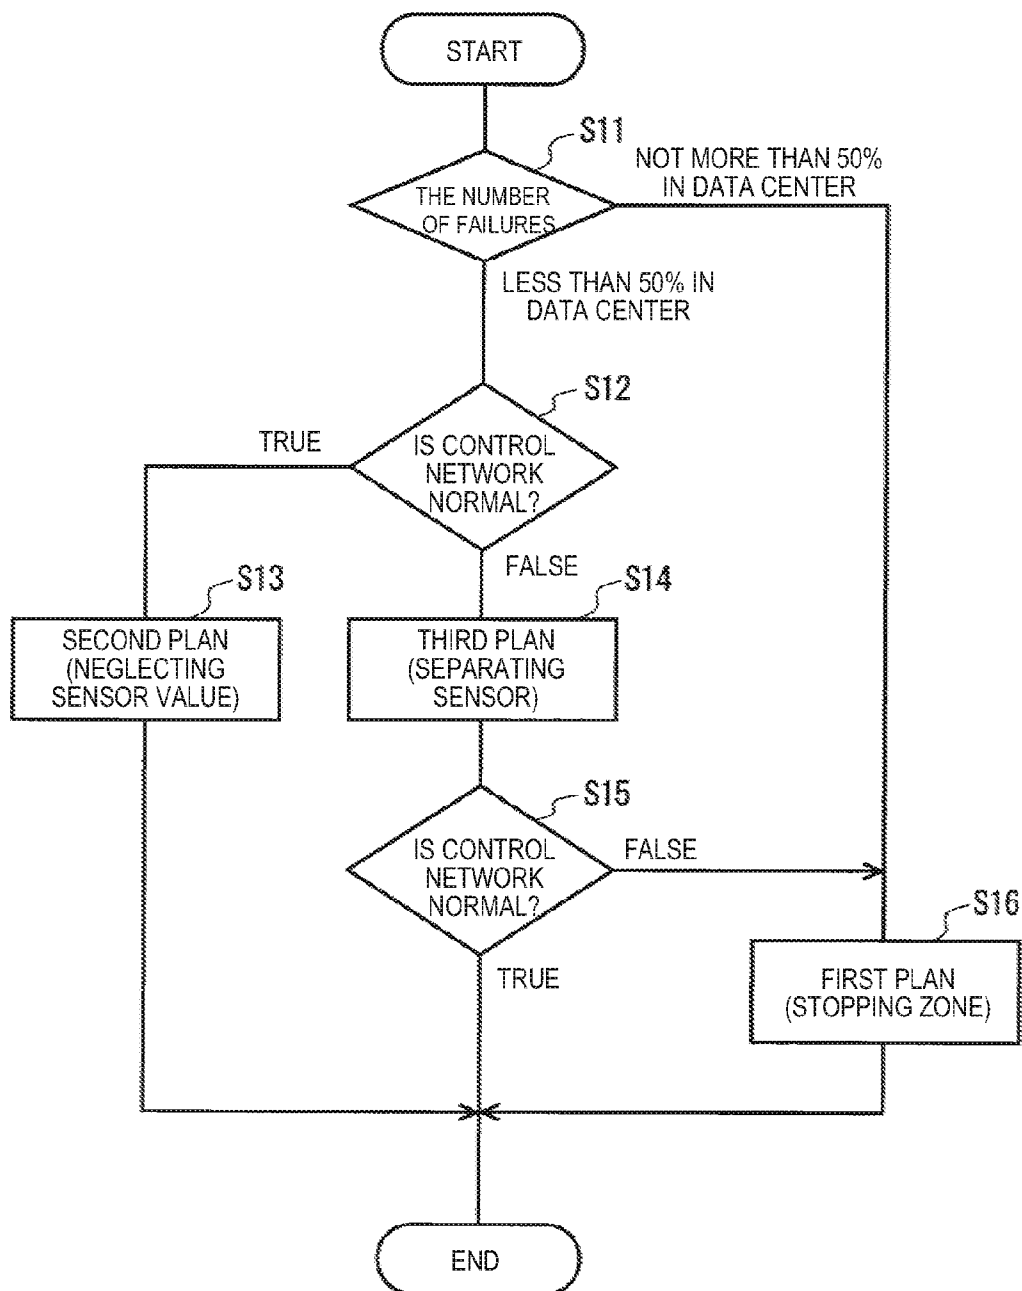 START
S11
NOT MORE THAN 50%
IN DATA CENTER
THE NUMBER
OF FAILURES
LESS THAN 50% IN
DATA CENTER
S12
TRUE
IS CONTROL
NETWORK
NORMAL?
FALSE
S13
S14
SECOND PLAN
(NEGLECTING
SENSOR VALUE)
THIRD PLAN
(SEPARATING
SENSOR)
S15
IS CONTROL
NETWORK
NORMAL?
FALSE
TRUE
S16
FIRST PLAN
(STOPPING ZONE)
END